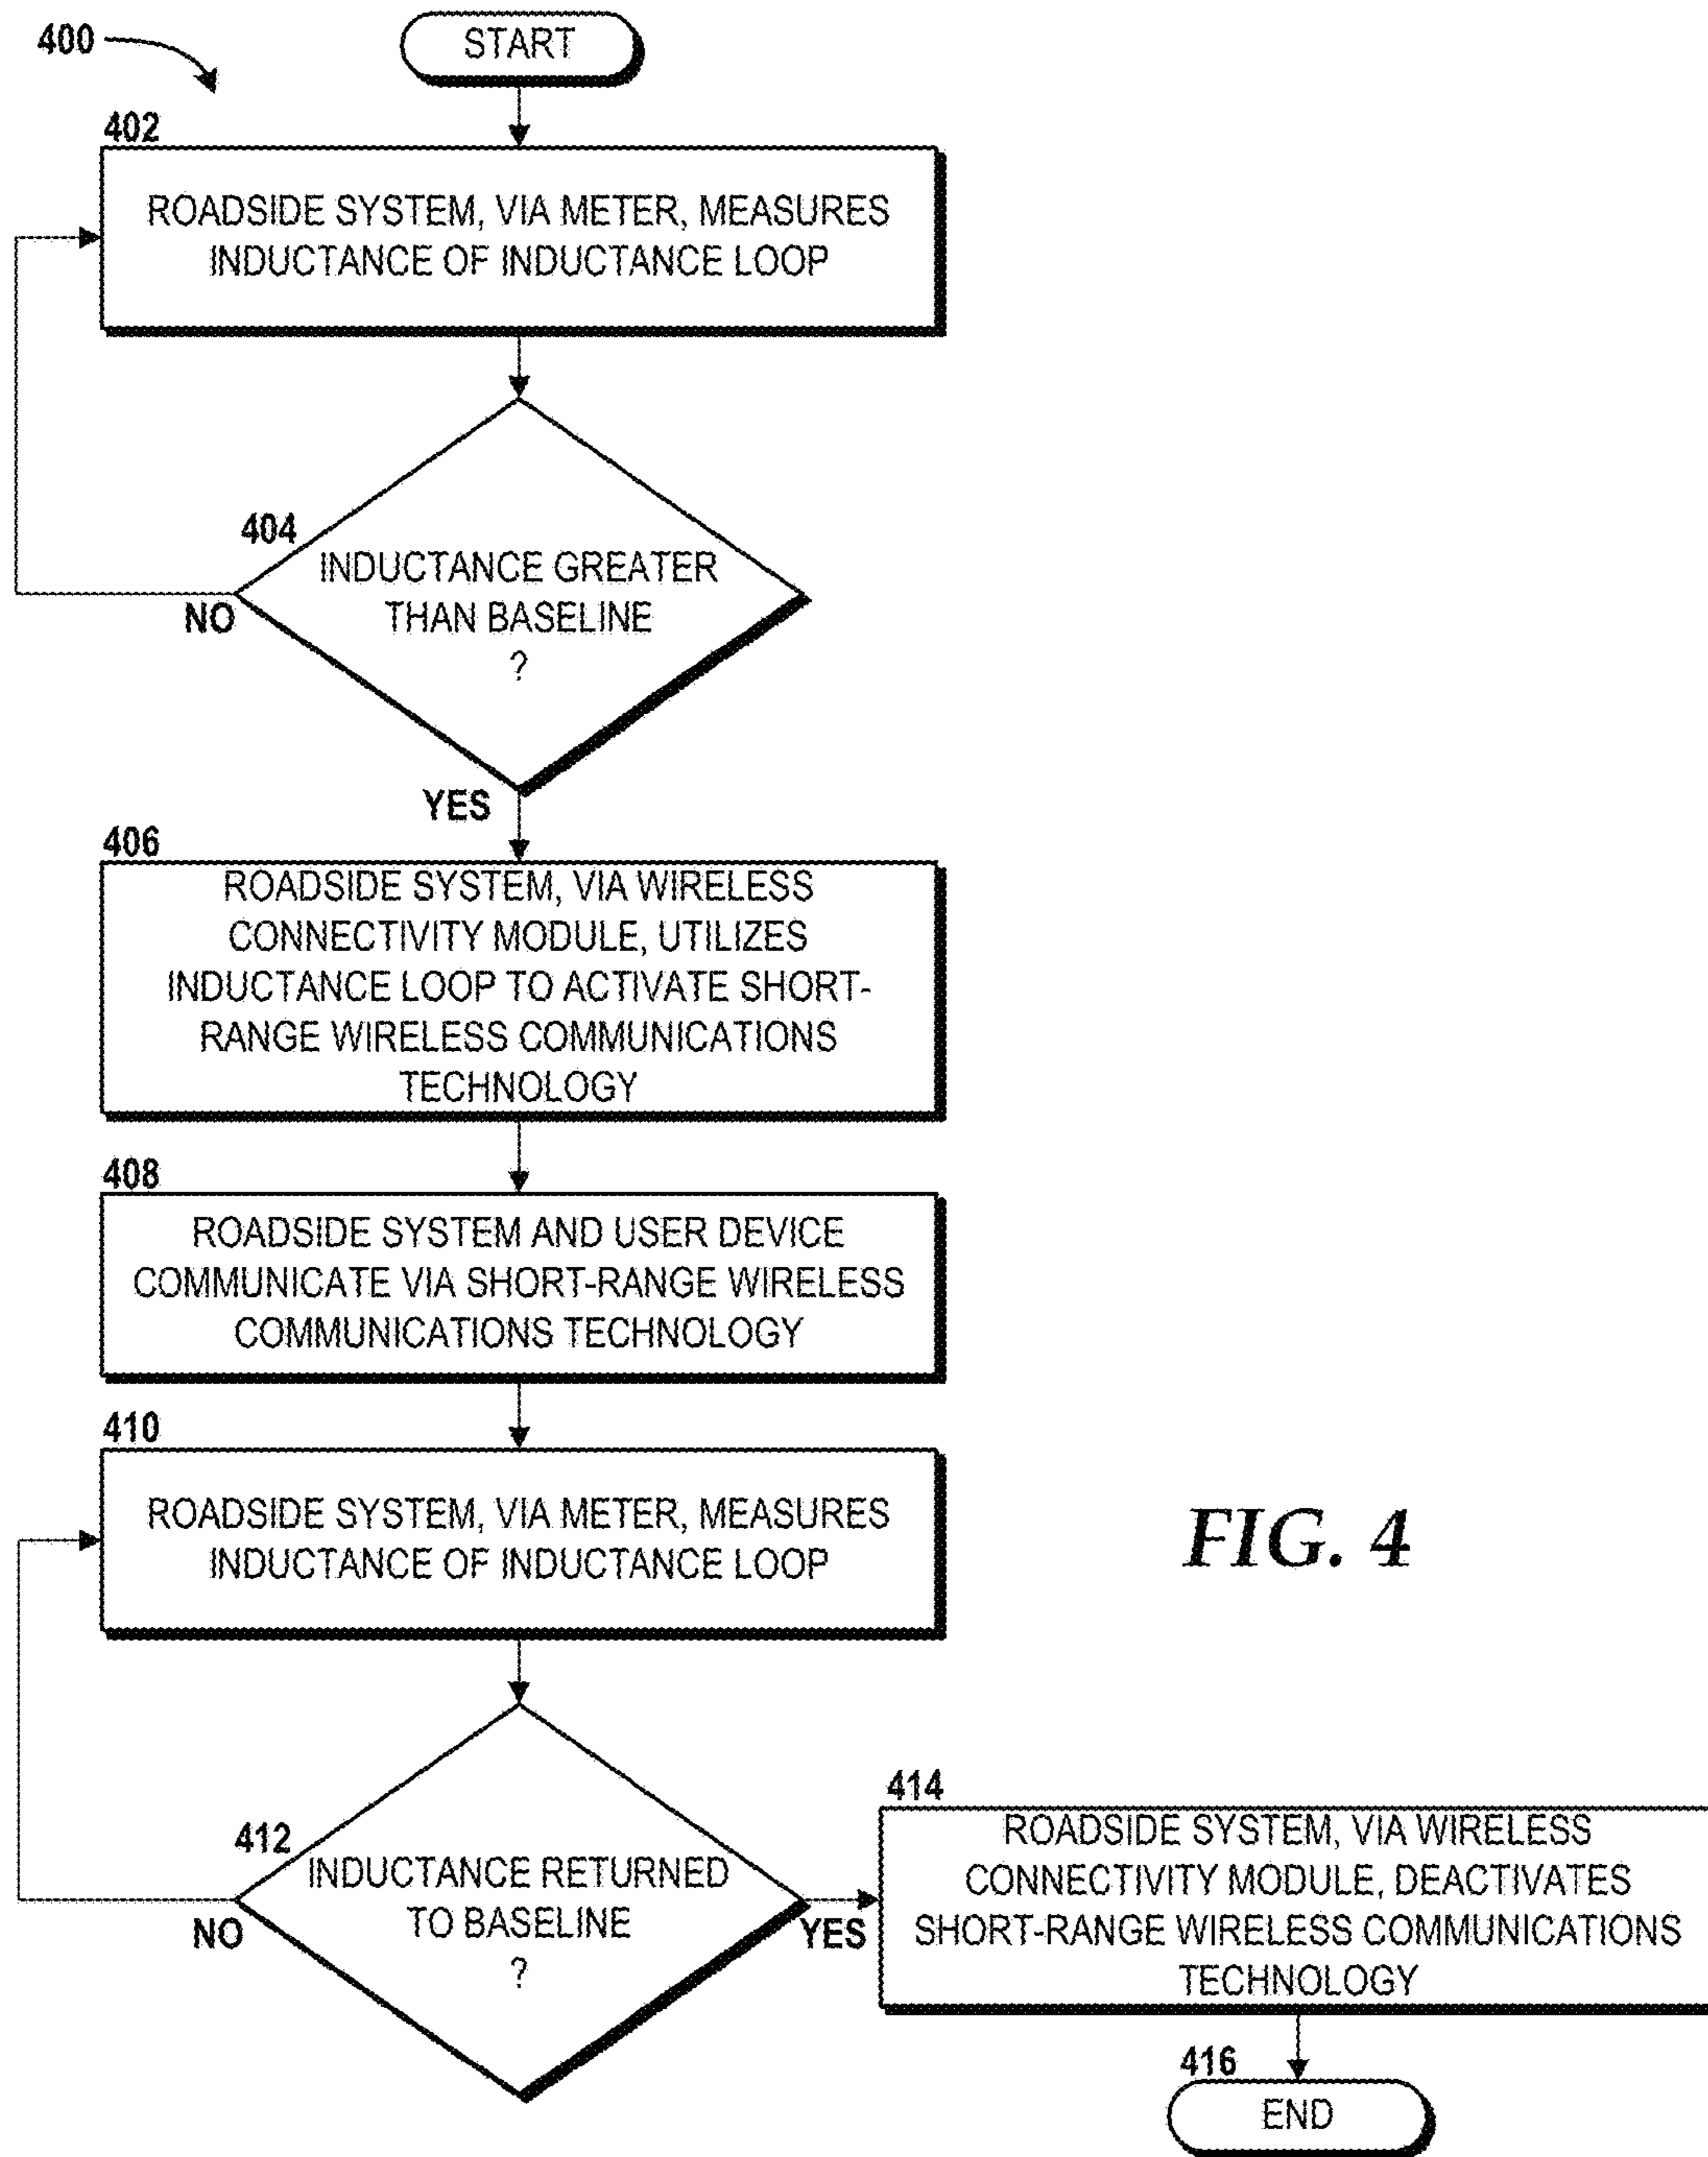 400
START
402
ROADSIDE SYSTEM, VIA METER, MEASURES
INDUCTANCE OF INDUCTANCE LOOP
404
INDUCTANCE GREATER
THAN BASELINE
?
NO
YES
406
ROADSIDE SYSTEM, VIA WIRELESS
CONNECTIVITY MODULE, UTILIZES
INDUCTANCE LOOP TO ACTIVATE SHORT-
RANGE WIRELESS COMMUNICATIONS
TECHNOLOGY
408
ROADSIDE SYSTEM AND USER DEVICE
COMMUNICATE VIA SHORT-RANGE WIRELESS
COMMUNICATIONS TECHNOLOGY
410
ROADSIDE SYSTEM, VIA METER, MEASURES
INDUCTANCE OF INDUCTANCE LOOP
FIG. 4
412
INDUCTANCE RETURNED
TO BASELINE
?
NO
YES
414
ROADSIDE SYSTEM, VIA WIRELESS
CONNECTIVITY MODULE, DEACTIVATES
SHORT-RANGE WIRELESS COMMUNICATIONS
TECHNOLOGY
416
END